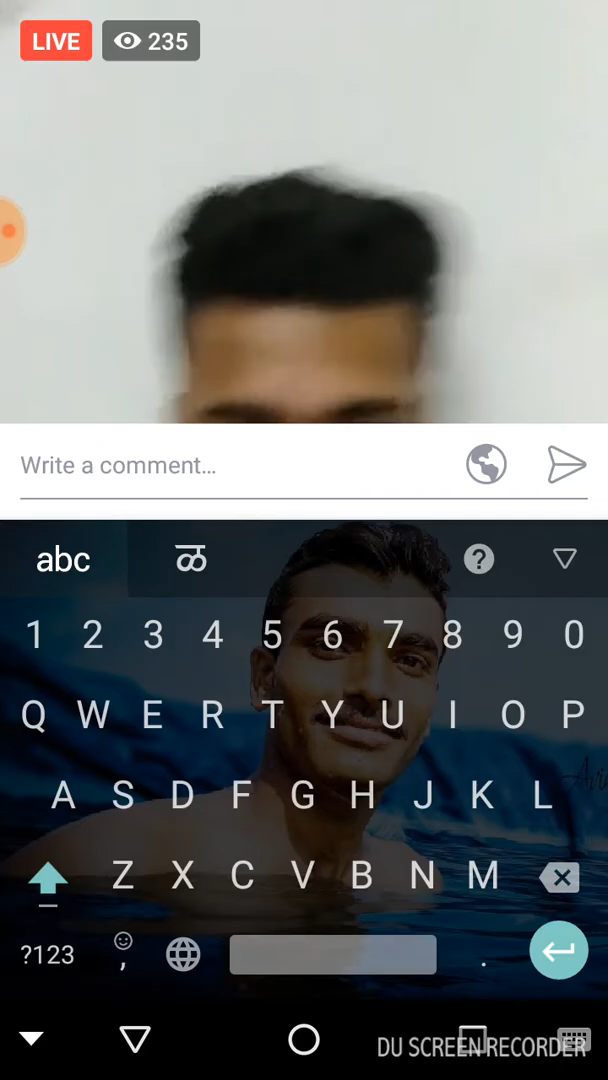 LIVE 235
Write a comment...
abc ळ ?
1 2 3 4 5 6 7 8 9 0
Q W E R T Y U I O P
A S D F G H J K L
Z X C V B N M
?123 , .
DU SCREEN RECORDER